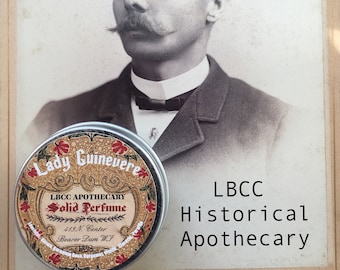 Lady Guinevere
LBCC APOTHECARY
Solid Perfume
418 N. Center
Beaver Dam WI
LBCC
Historical
Apothecary